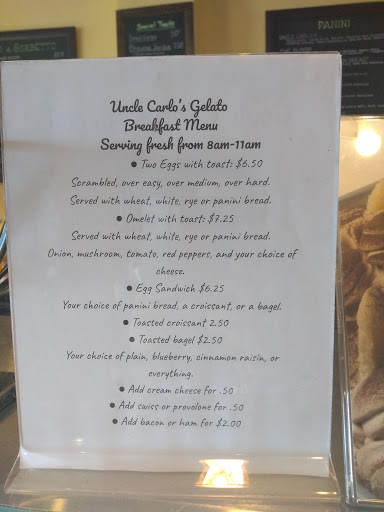 & SORBETTO
Special Treats
PANINI
Uncle Carlo's Gelato
Breakfast Menu
Serving fresh from 8am-11am
● Two Eggs with toast: $6.50
Scrambled, over easy, over medium, over hard.
Served with wheat, white, rye or panini bread.
● Omelet with toast: $7.25
Served with wheat, white, rye or panini bread.
Onion, mushroom, tomato, red peppers, and your choice of
cheese.
● Egg Sandwich $6.25
Your choice of panini bread, a croissant, or a bagel.
● Toasted croissant 2.50
● Toasted bagel $2.50
Your choice of plain, blueberry, cinnamon raisin, or
everything.
● Add cream cheese for .50
● Add swiss or provolone for .50
● Add bacon or ham for $2.00